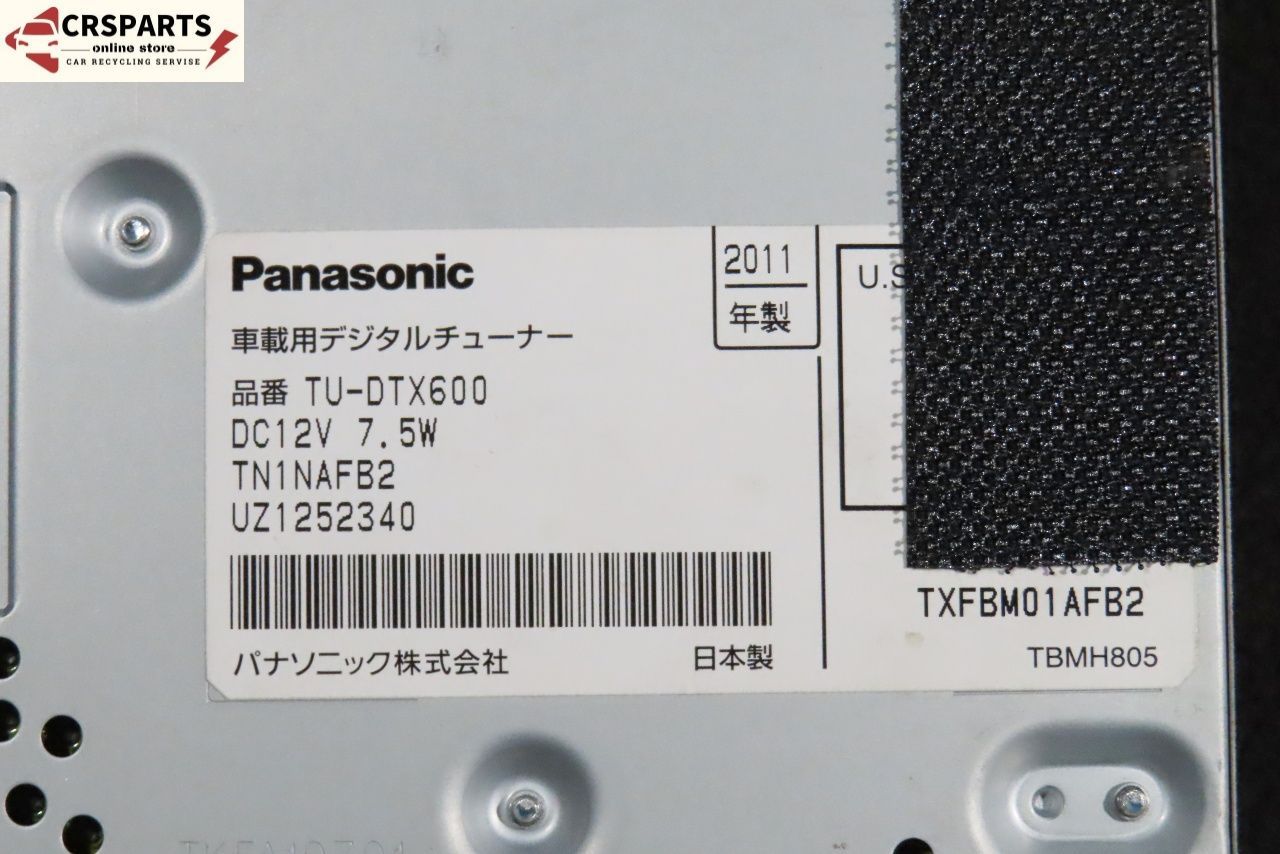 CRSPARTS
online store
CAR RECYCLING SERVISE
Panasonic
2011
年製
車載用デジタルチューナー
品番 TU-DTX600
DC12V 7.5W
TN1NAFB2
UZ1252340
パナソニック株式会社
日本製
U.S
TXFBM01AFB2
TBMH805